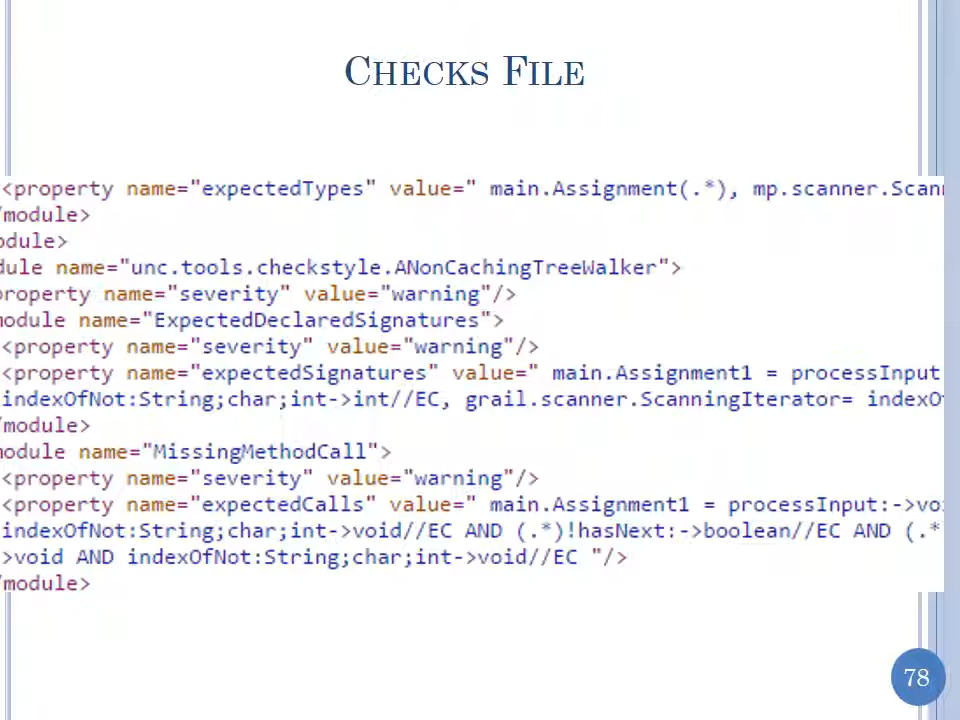 CHECKS FILE
<property name="expectedTypes" value=" main.Assignment(.*), mp.scanner.Scan
/module>
odule>
dule name="unc.tools.checkstyle.ANonCachingTreeWalker">
property name="severity" value="warning"/>
module name="ExpectedDeclaredSignatures">
<property name="severity" value="warning"/>
<property name="expectedSignatures" value=" main.Assignment1 = processInput
indexOfNot:String;char;int->int//EC, grail.scanner.ScanningIterator= indexO
/module>
module name="MissingMethodCall">
<property name="severity" value="warning"/>
<property name="expectedCalls" value=" main.Assignment1 = processInput:->vo
indexOfNot:String;char;int->void//EC AND (.*)!hasNext:->boolean//EC AND (.*
>void AND indexOfNot:String;char;int->void//EC "/>
/module>
78